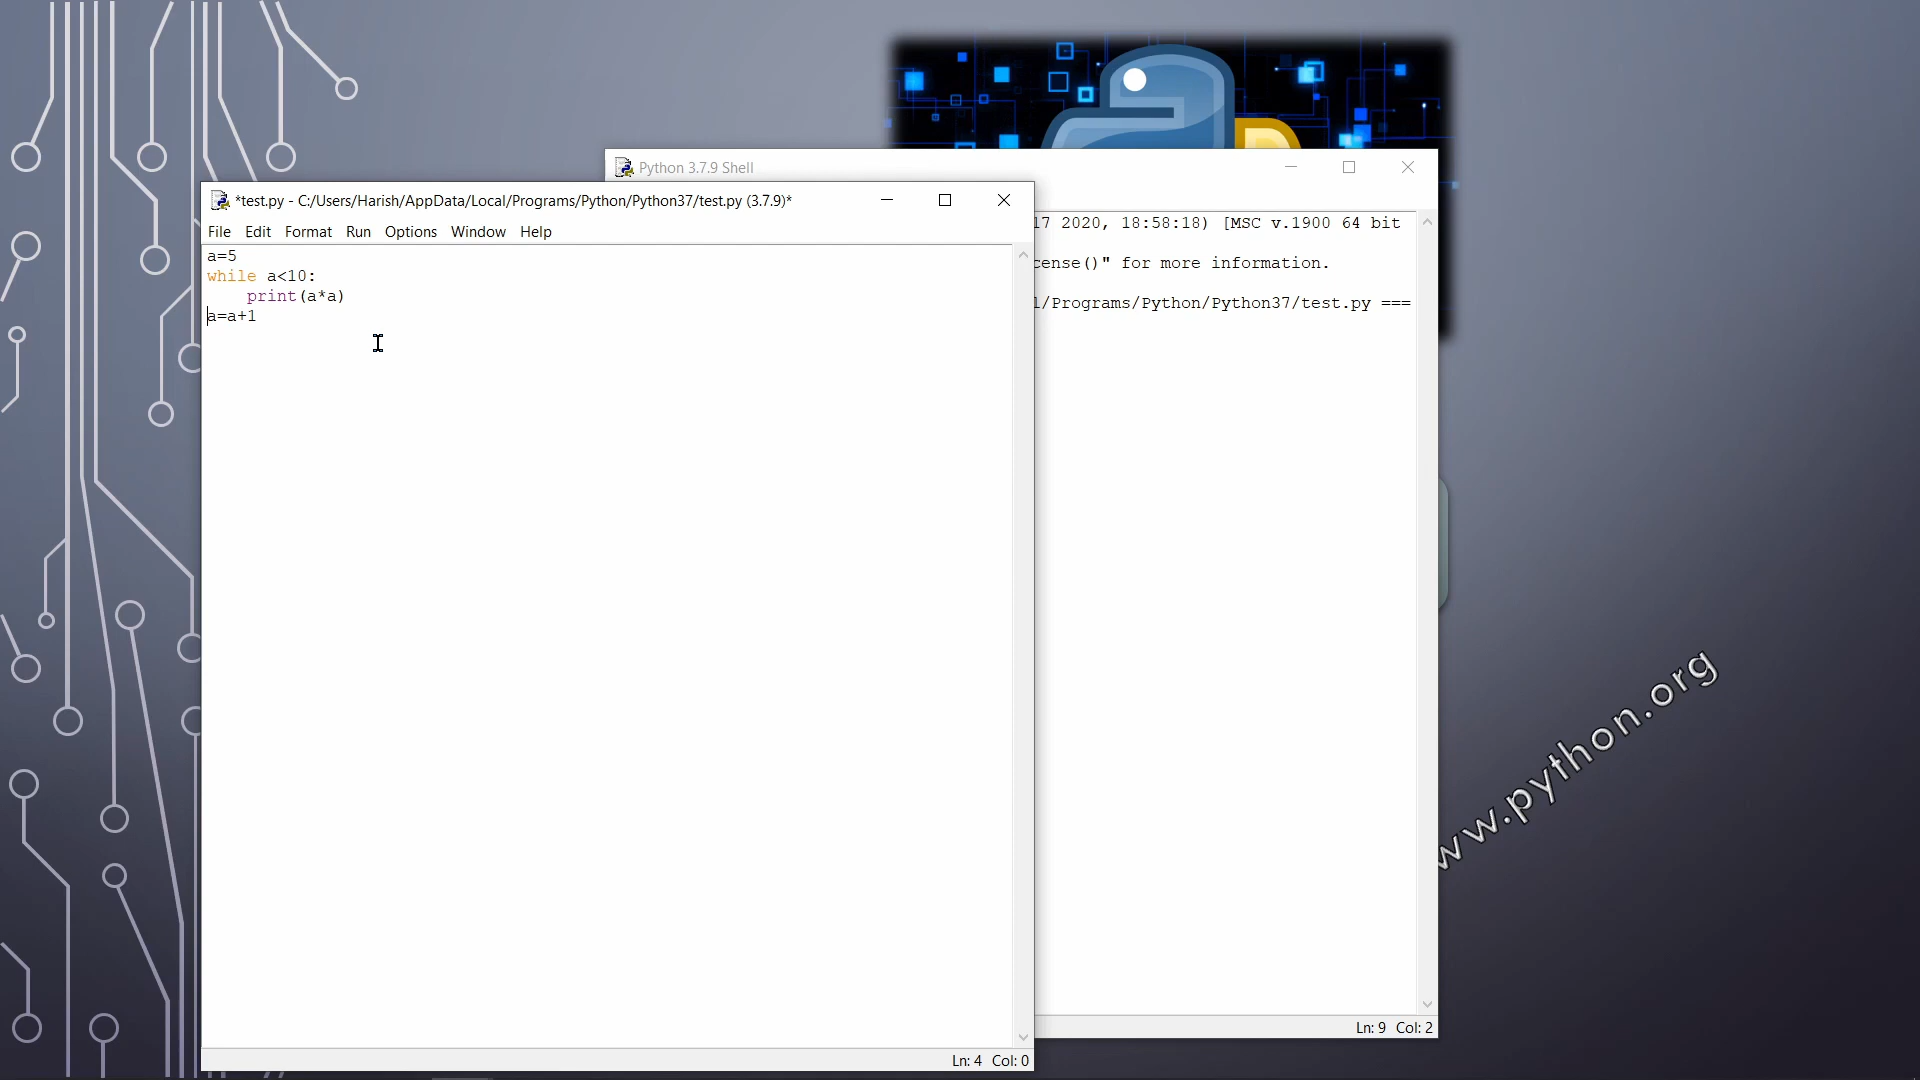 Python 3.7.9 Shell
*test.py - C:/Users/Harish/AppData/Local/Programs/Python/Python37/test.py (3.7.9)*
File Edit Format Run Options Window Help
17 2020, 18:58:18) [MSC v.1900 64 bit
cense()" for more information.
l/Programs/Python/Python37/test.py ===
a=5
while a<10:
    print(a*a)
a=a+1
www.python.org
Ln: 9 Col: 2
Ln: 4 Col: 0